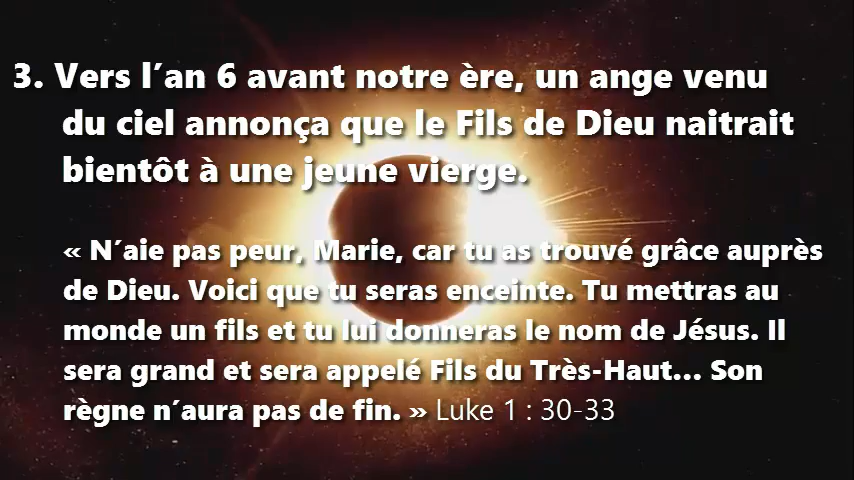 3. Vers l’an 6 avant notre ère, un ange venu
du ciel annonça que le Fils de Dieu naitrait
bientôt à une jeune vierge.
« N´aie pas peur, Marie, car tu as trouvé grâce auprès
de Dieu. Voici que tu seras enceinte. Tu mettras au
monde un fils et tu lui donneras le nom de Jésus. Il
sera grand et sera appelé Fils du Très-Haut... Son
règne n´aura pas de fin. » Luke 1 : 30-33